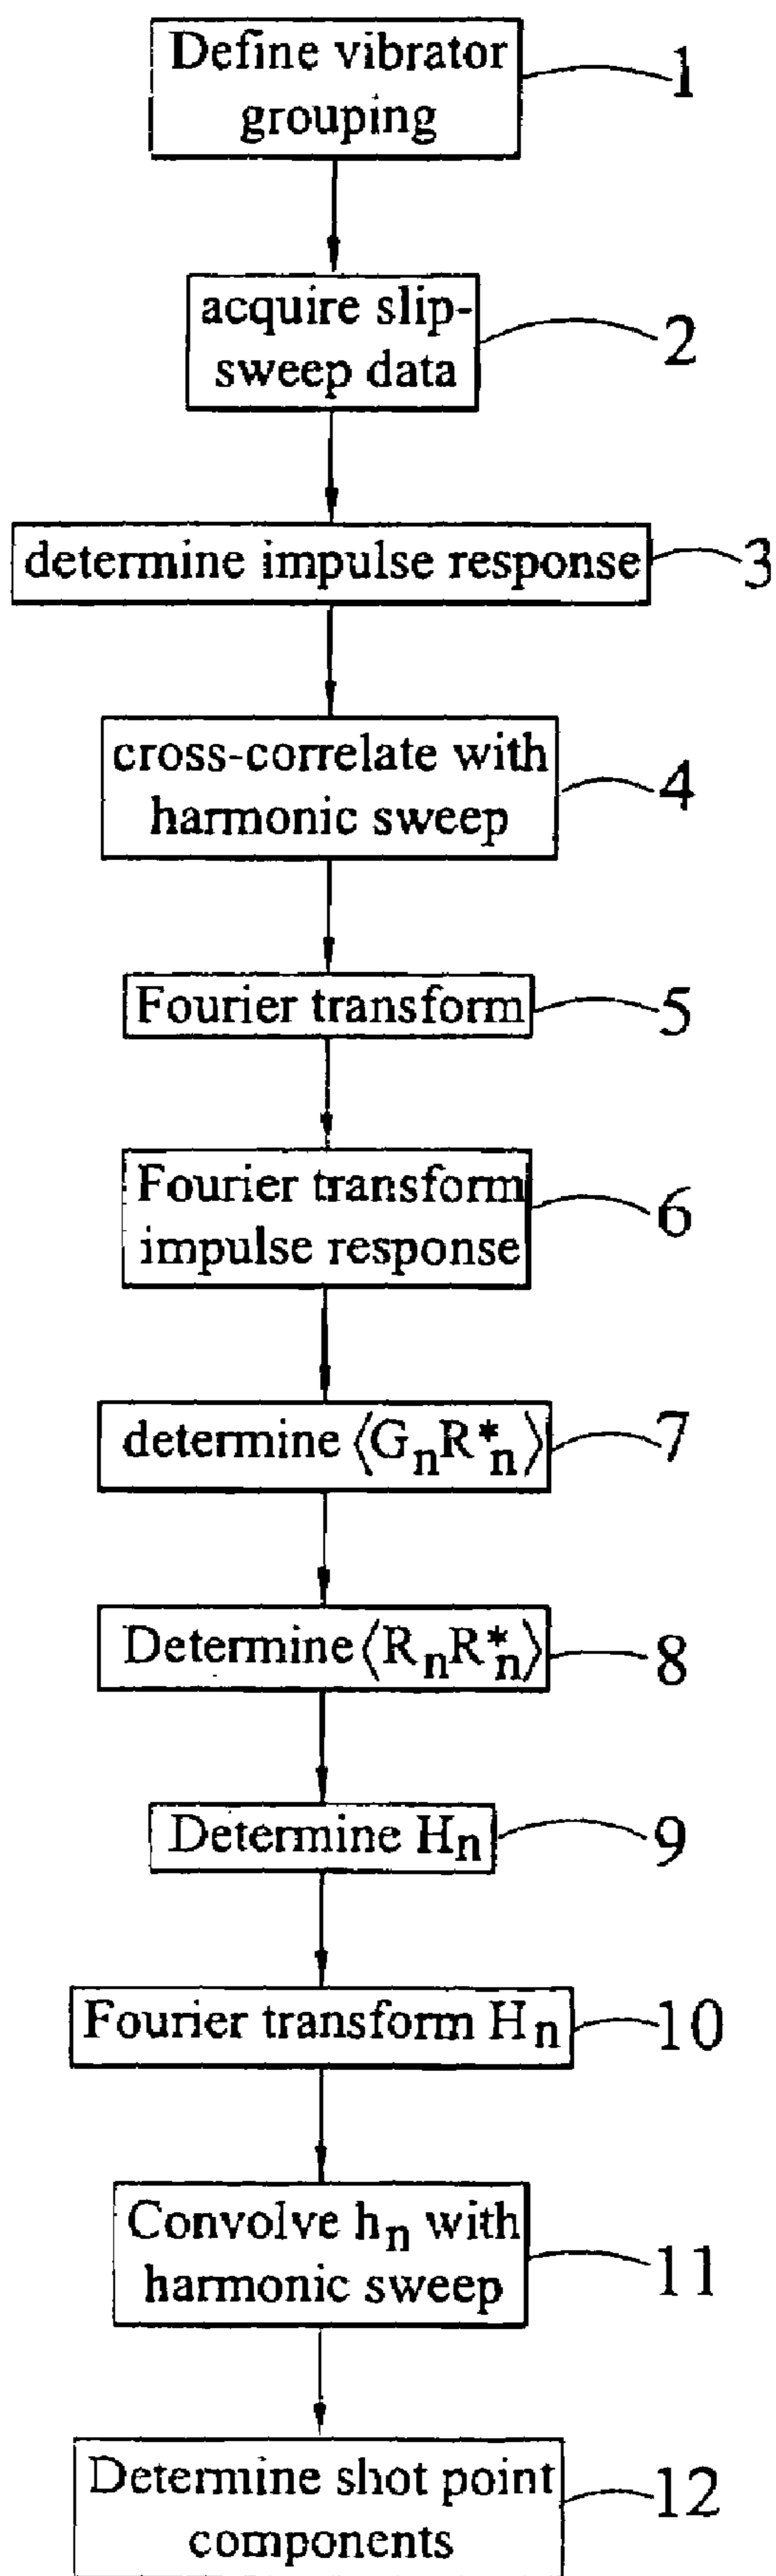 Define vibrator
grouping
1
acquire slip-
sweep data
2
determine impulse response
3
cross-correlate with
harmonic sweep
4
Fourier transform
5
Fourier transform
impulse response
6
determine ⟨GₙR*ₙ⟩
7
Determine ⟨RₙR*ₙ⟩
8
Determine Hₙ
9
Fourier transform Hₙ
10
Convolve hₙ with
harmonic sweep
11
Determine shot point
components
12